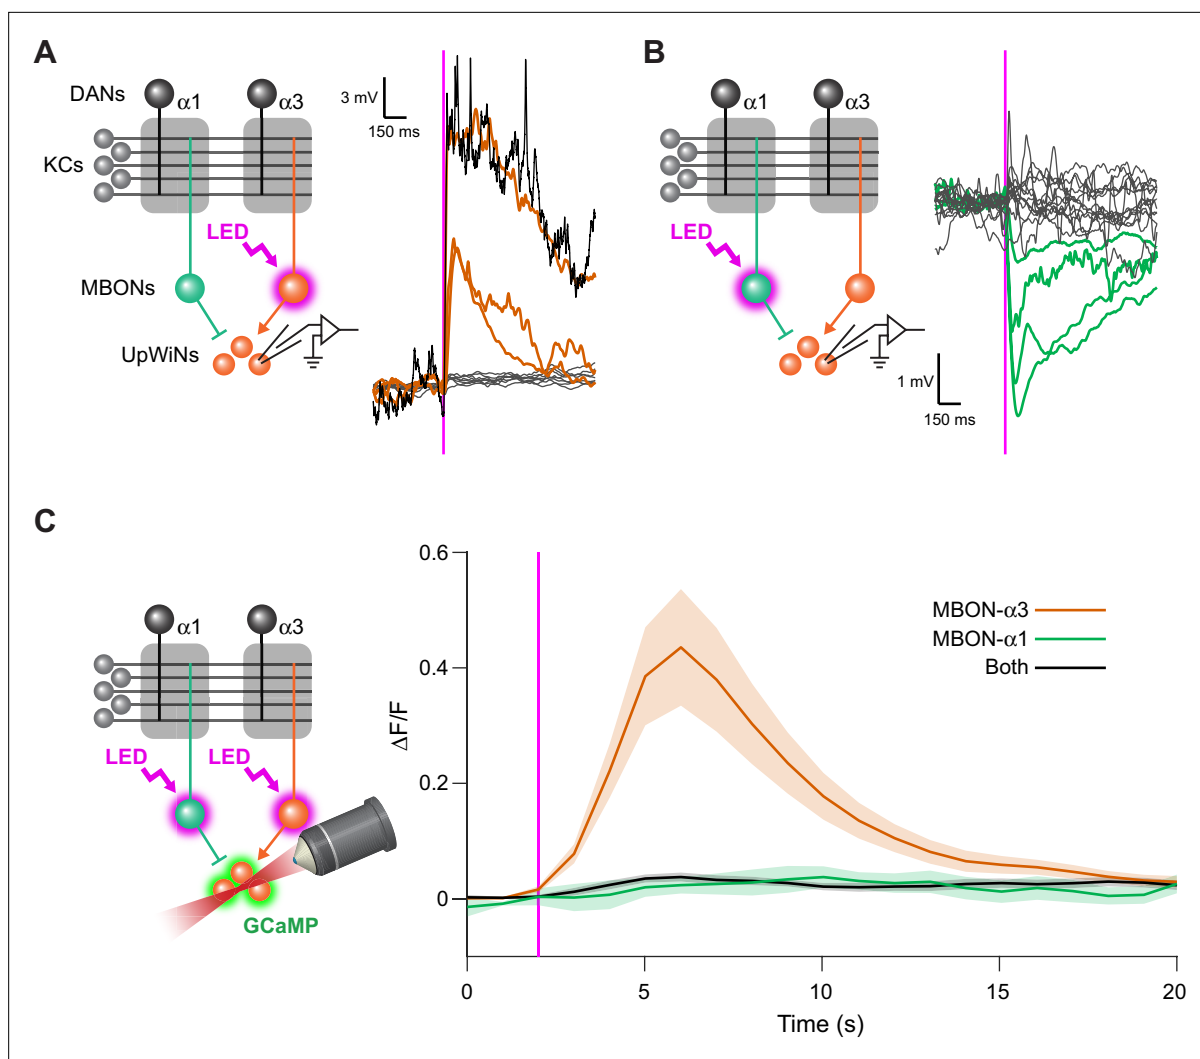 A
DANs
α1
α3
KCs
LED
MBONs
UpWiNs
3 mV
150 ms
B
α1
α3
LED
1 mV
150 ms
C
α1
α3
LED
LED
GCaMP
ΔF/F
0.6
0.4
0.2
0
MBON-α3
MBON-α1
Both
0
5
10
15
20
Time (s)